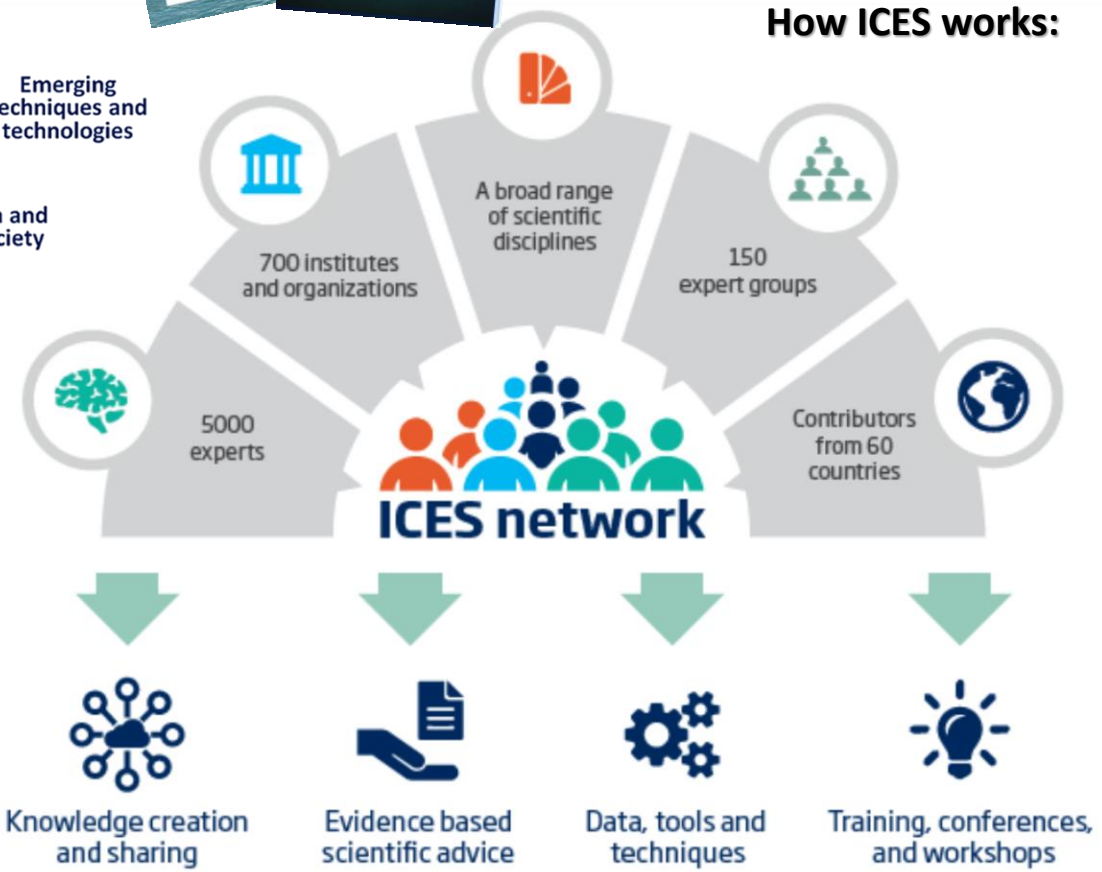 How ICES works:
Emerging
techniques and
technologies
and
A broad range
of scientific
disciplines
700 institutes
and organizations
150
expert groups
5000
experts
Contributors
from 60
countries
ICES network
Knowledge creation
and sharing
Evidence based
scientific advice
Data, tools and
techniques
Training, conferences,
and workshops